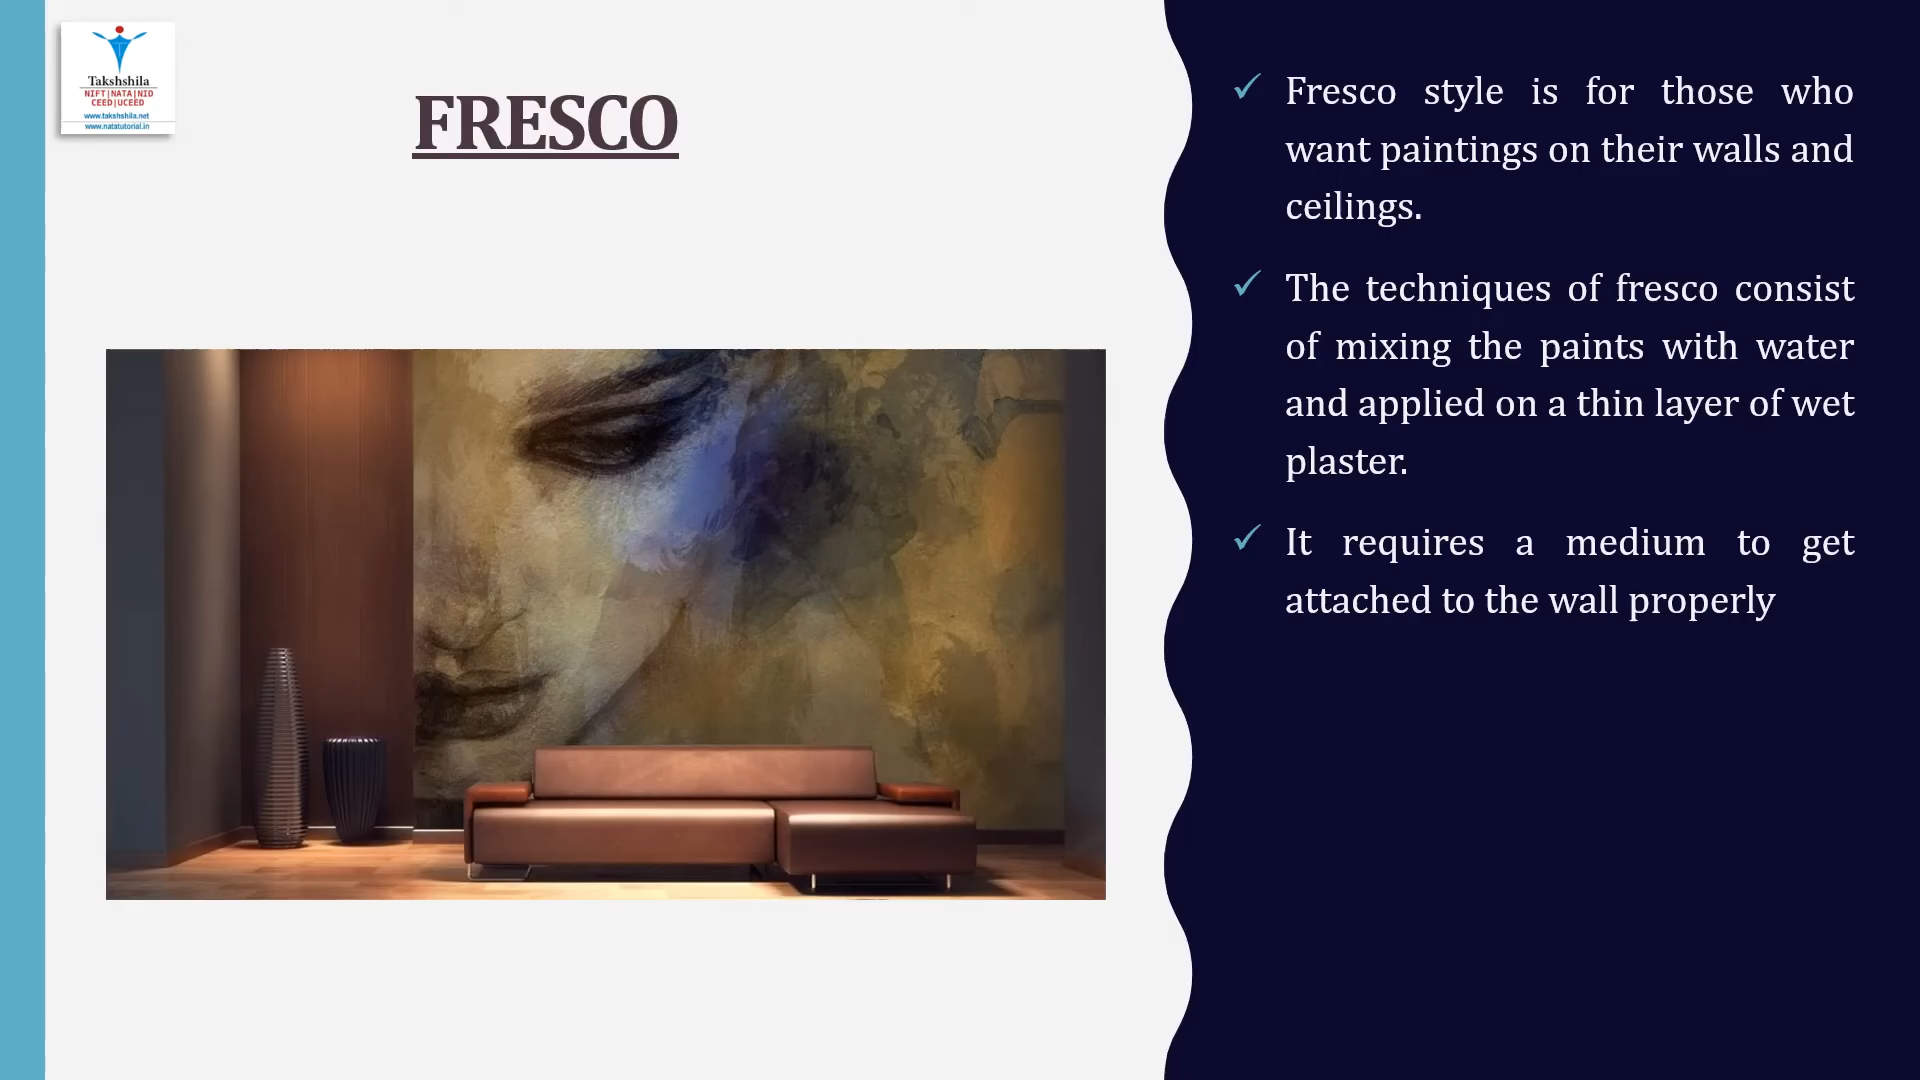 Takshshila
NIFT|NATA|NID
CEED|UCEED
www.takshshila.net
www.natatutorial.in
FRESCO
Fresco style is for those who
want paintings on their walls and
ceilings.
The techniques of fresco consist
of mixing the paints with water
and applied on a thin layer of wet
plaster.
It requires a medium to get
attached to the wall properly